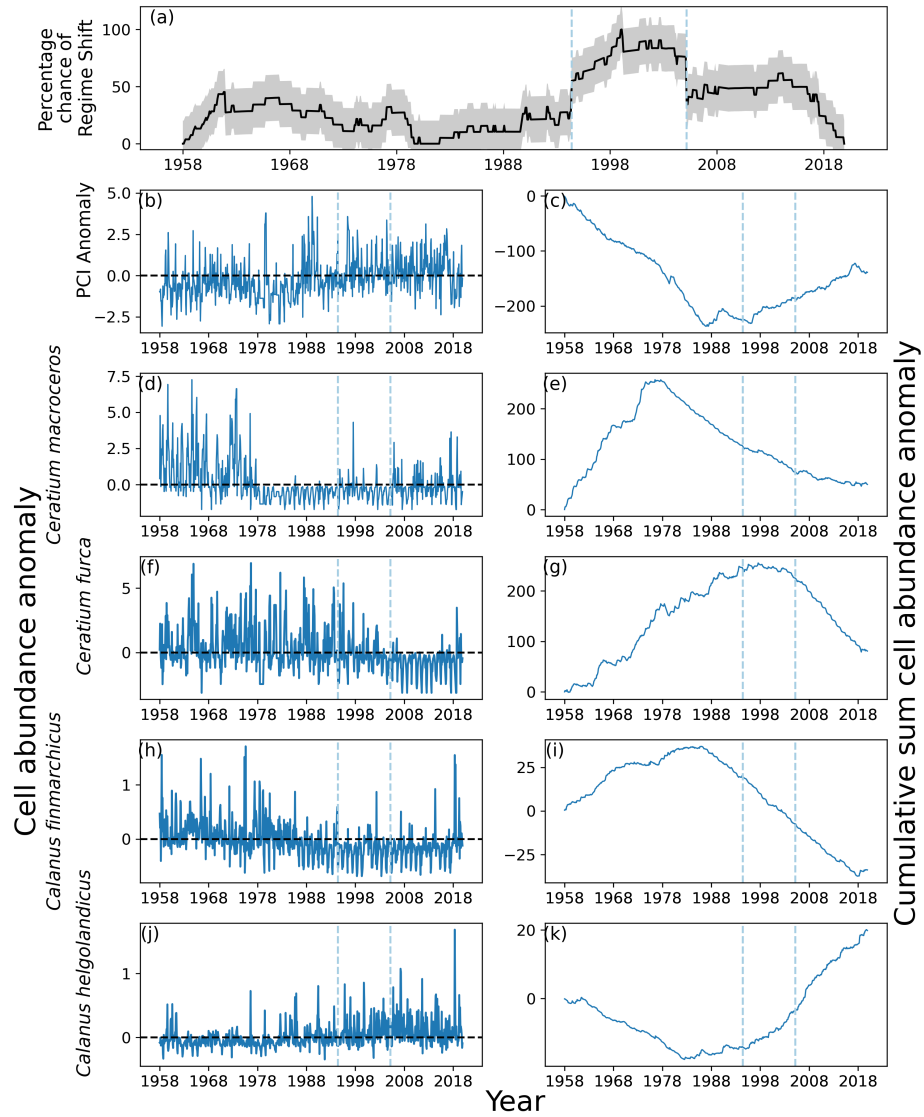 (a)
Percentage
chance of
Regime Shift
100
50
0
1958 1968 1978 1988 1998 2008 2018
(b)
PCI Anomaly
5.0
2.5
0.0
−2.5
1958 1968 1978 1988 1998 2008 2018
(c)
0
−100
−200
1958 1968 1978 1988 1998 2008 2018
(d)
Ceratium macroceros
7.5
5.0
2.5
0.0
1958 1968 1978 1988 1998 2008 2018
(e)
200
100
0
1958 1968 1978 1988 1998 2008 2018
(f)
Ceratium furca
5
0
1958 1968 1978 1988 1998 2008 2018
(g)
200
100
0
1958 1968 1978 1988 1998 2008 2018
(h)
Calanus finmarchicus
1
0
1958 1968 1978 1988 1998 2008 2018
(i)
25
0
−25
1958 1968 1978 1988 1998 2008 2018
(j)
Calanus helgolandicus
1
0
1958 1968 1978 1988 1998 2008 2018
(k)
20
0
1958 1968 1978 1988 1998 2008 2018
Cell abundance anomaly
Cumulative sum cell abundance anomaly
Year